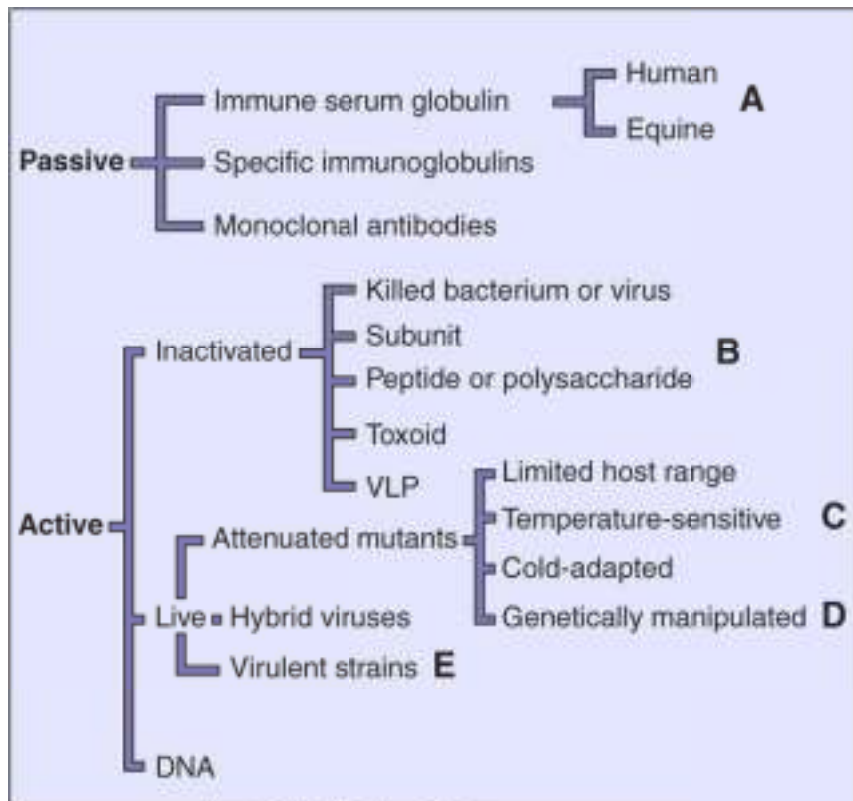 Human
Immune serum globulin
A
Equine
Passive
Specific immunoglobulins
Monoclonal antibodies
Killed bacterium or virus
Subunit
Inactivated
B
Peptide or polysaccharide
Toxoid
Limited host range
VLP
Active
Temperature-sensitive C
Attenuated mutants
Cold-adapted
Live Hybrid viruses
Genetically manipulated D
Virulent strains E
DNA